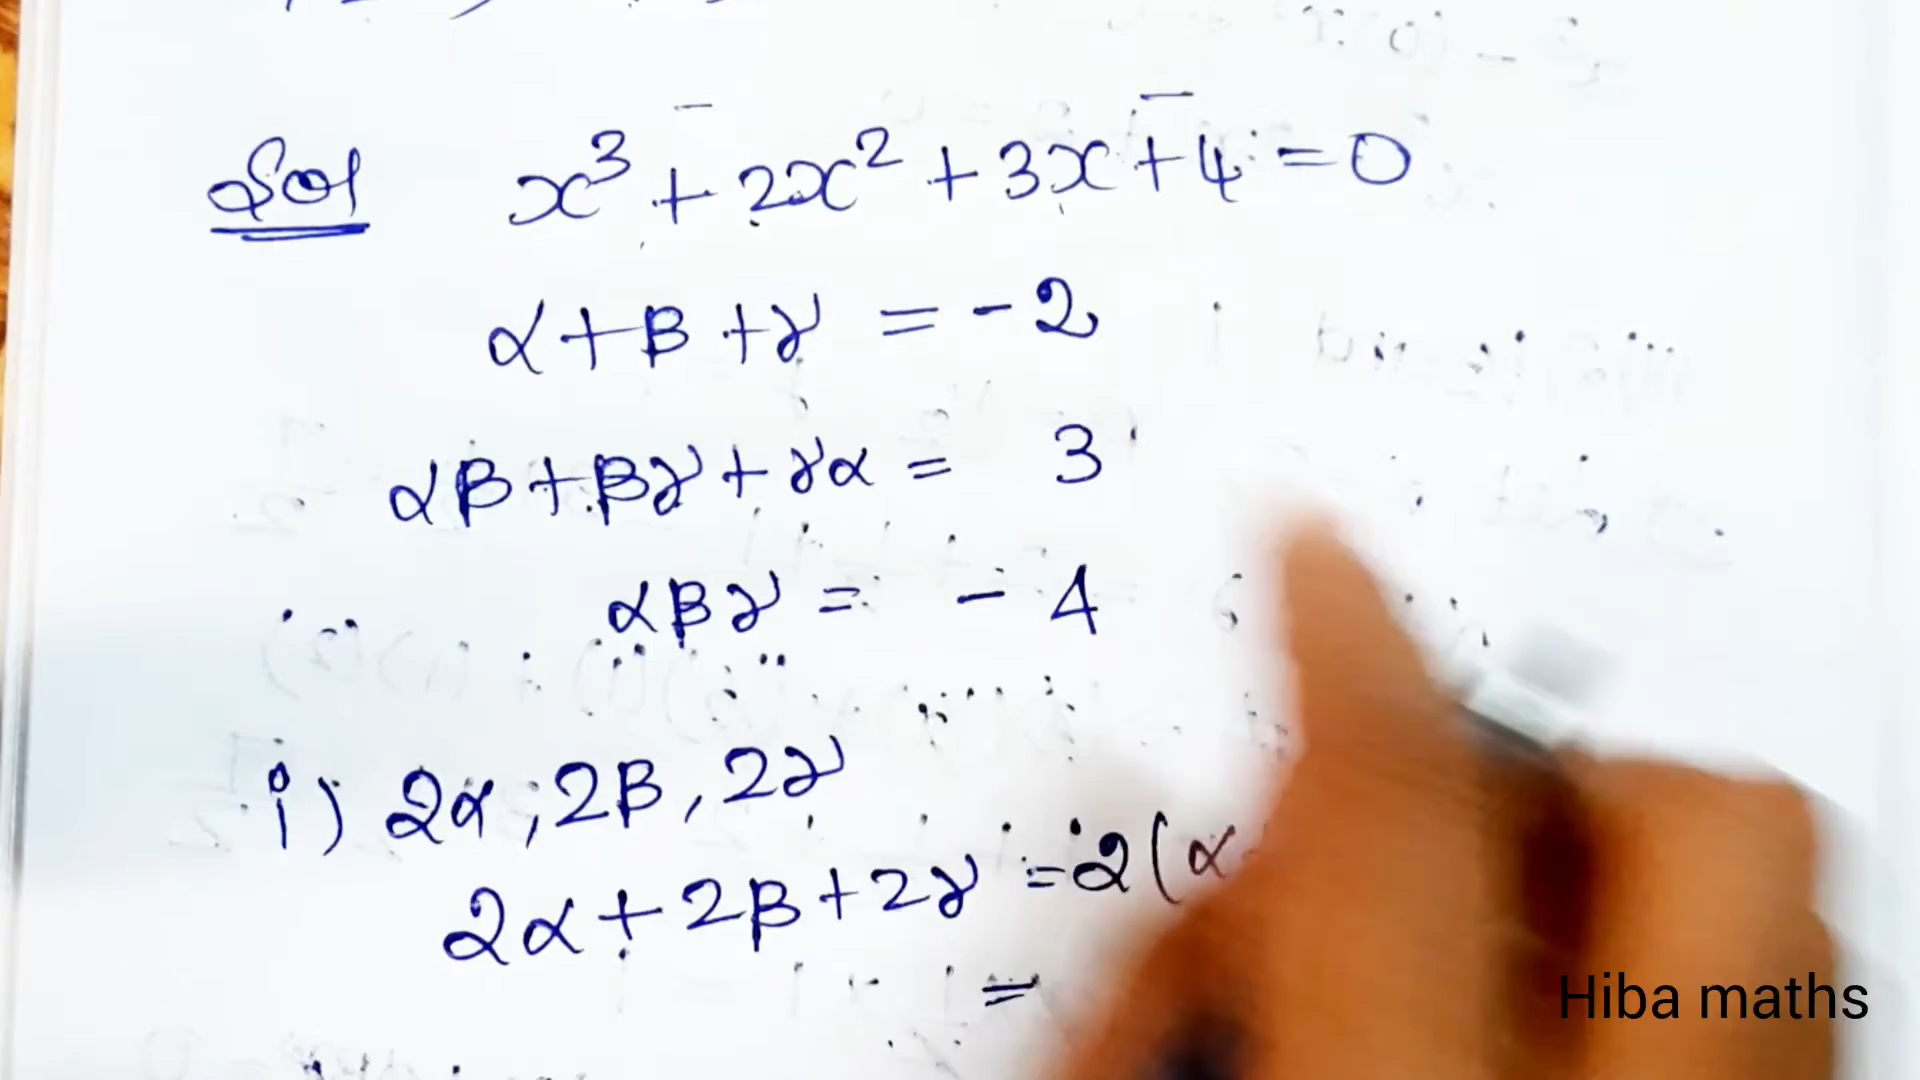 Sol x³ + 2x² + 3x + 4 = 0
α + β + γ = -2
αβ + βγ + γα = 3
αβγ = - 4
i) 2α, 2β, 2γ
2α + 2β + 2γ = 2(α
=
Hiba maths